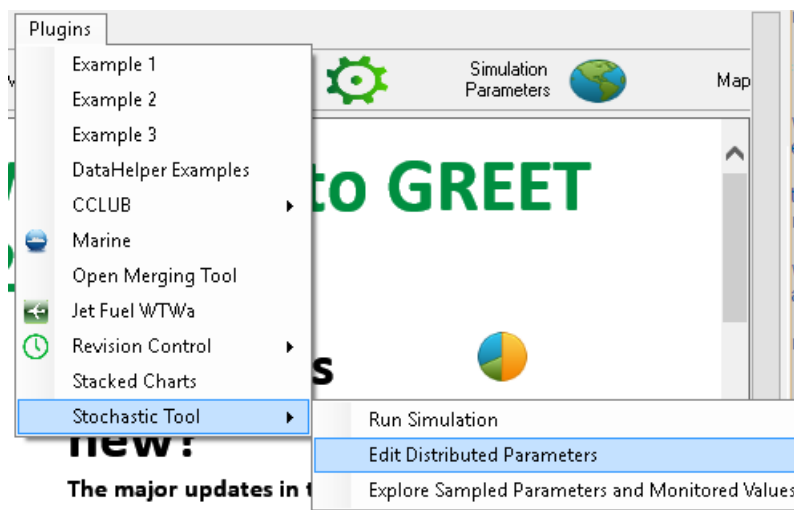 Plugins
Example 1
Example 2
Example 3
DataHelper Examples
CCLUB
Marine
Open Merging Tool
Jet Fuel WTWa
Revision Control
Stacked Charts
Stochastic Tool
Run Simulation
Edit Distributed Parameters
Explore Sampled Parameters and Monitored Values
Simulation
Parameters
Map
to GREET
new?
The major updates in